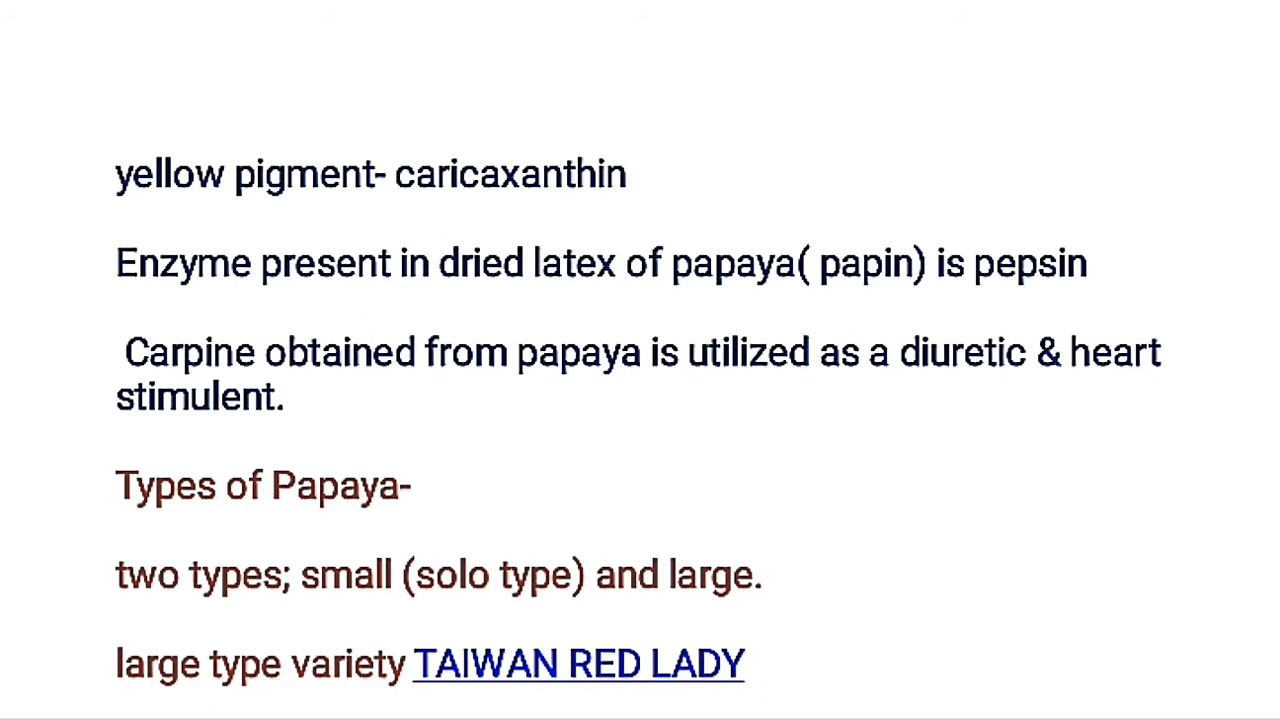 yellow pigment- caricaxanthin
Enzyme present in dried latex of papaya( papin) is pepsin
Carpine obtained from papaya is utilized as a diuretic & heart
stimulent.
Types of Papaya-
two types; small (solo type) and large.
large type variety TAIWAN RED LADY